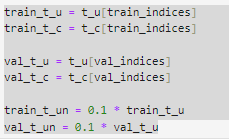 train_t_u = t_u[train_indices]
train_t_c = t_c[train_indices]
val_t_u = t_u[val_indices]
val_t_c = t_c[val_indices]
train_t_un = 0.1 * train_t_u
val_t_un = 0.1 * val_t_u